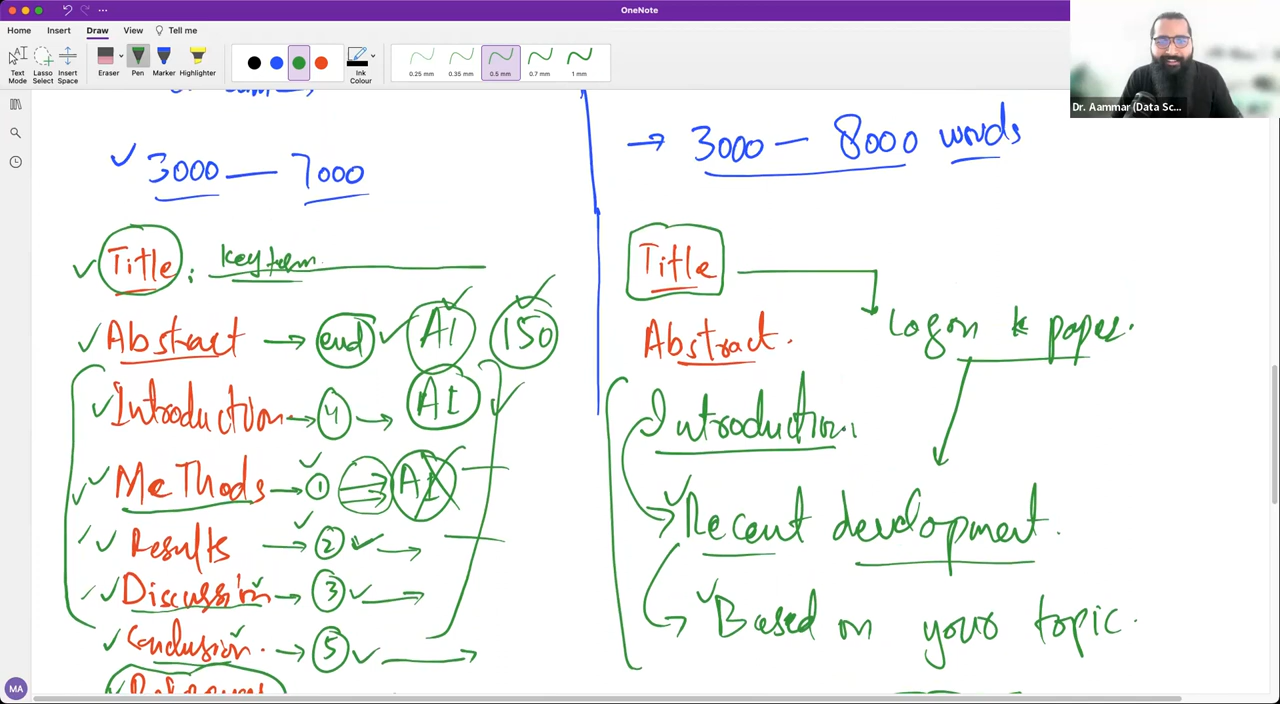 OneNote
Home Insert Draw View Tell me
Text Mode
Lasso Select
Insert Space
Eraser
Pen
Marker
Highlighter
Ink Colour
0.25 mm
0.35 mm
0.5 mm
0.7 mm
1 mm
Dr. Aammar (Data Sc...
3000 — 7000
Title : Key term
Abstract → end AI 150
Introduction → 4 → AI
Methods → 1 → AI
Results → 2 →
Discussion → 3 →
Conclusion. → 5 →
→ 3000 — 8000 words
Title
Logon k paper.
Abstract.
Introduction
Recent development.
Based on your topic.
MA